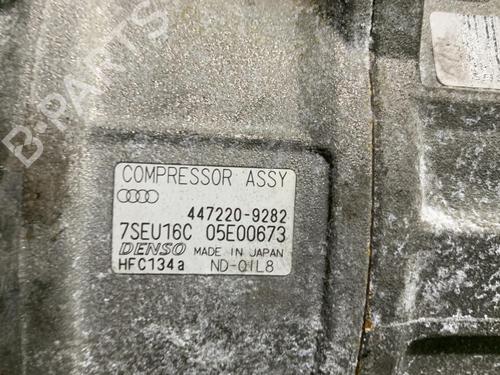 COMPRESSOR ASSY
447220-9282
7SEU16C 05E00673
DENSO MADE IN JAPAN
HFC134a ND-OIL8
B-PARTS